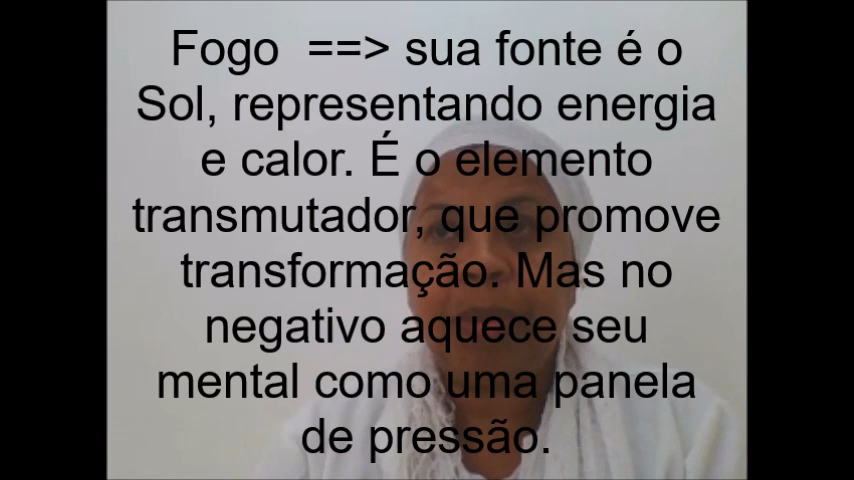 Fogo ==> sua fonte é o
Sol, representando energia
e calor. É o elemento
transmutador, que promove
transformação. Mas no
negativo aquece seu
mental como uma panela
de pressão.